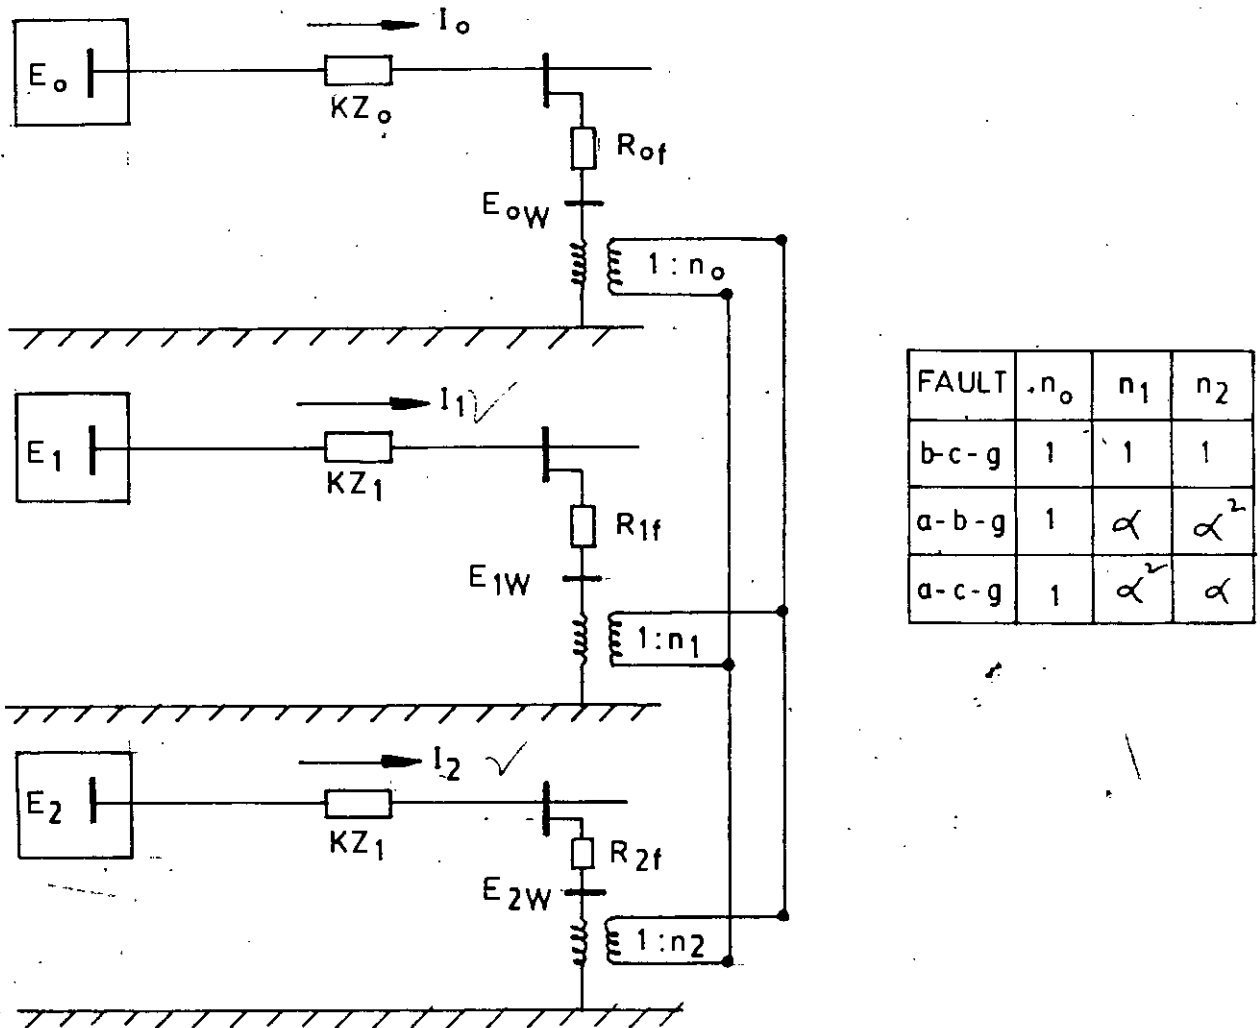 I₀
E₀
KZ₀
R₀f
E₀W
1 : n₀
I₁
E₁
KZ₁
R₁f
E₁W
1:n₁
I₂
E₂
KZ₁
R₂f
E₂W
1:n₂
FAULT n₀ n₁ n₂
b-c-g 1 1 1
a-b-g 1 α α²
a-c-g 1 α² α